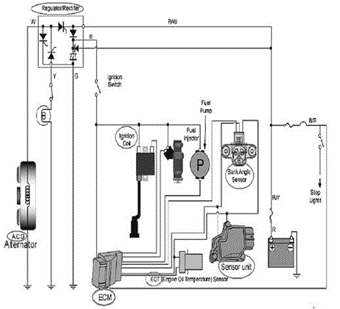 Regulator/Rectifier
W
R/W
R
Y
G
Ignition
Switch
Fuel
Pump
Ignition
Coil
Fuel
Injector
P
Bank Angle
Sensor
B/R
Stop
Lights
R/Y
R
A.C.G
Alternator
Sensor unit
ECT (Engine Oil Temperature) Sensor
ECM